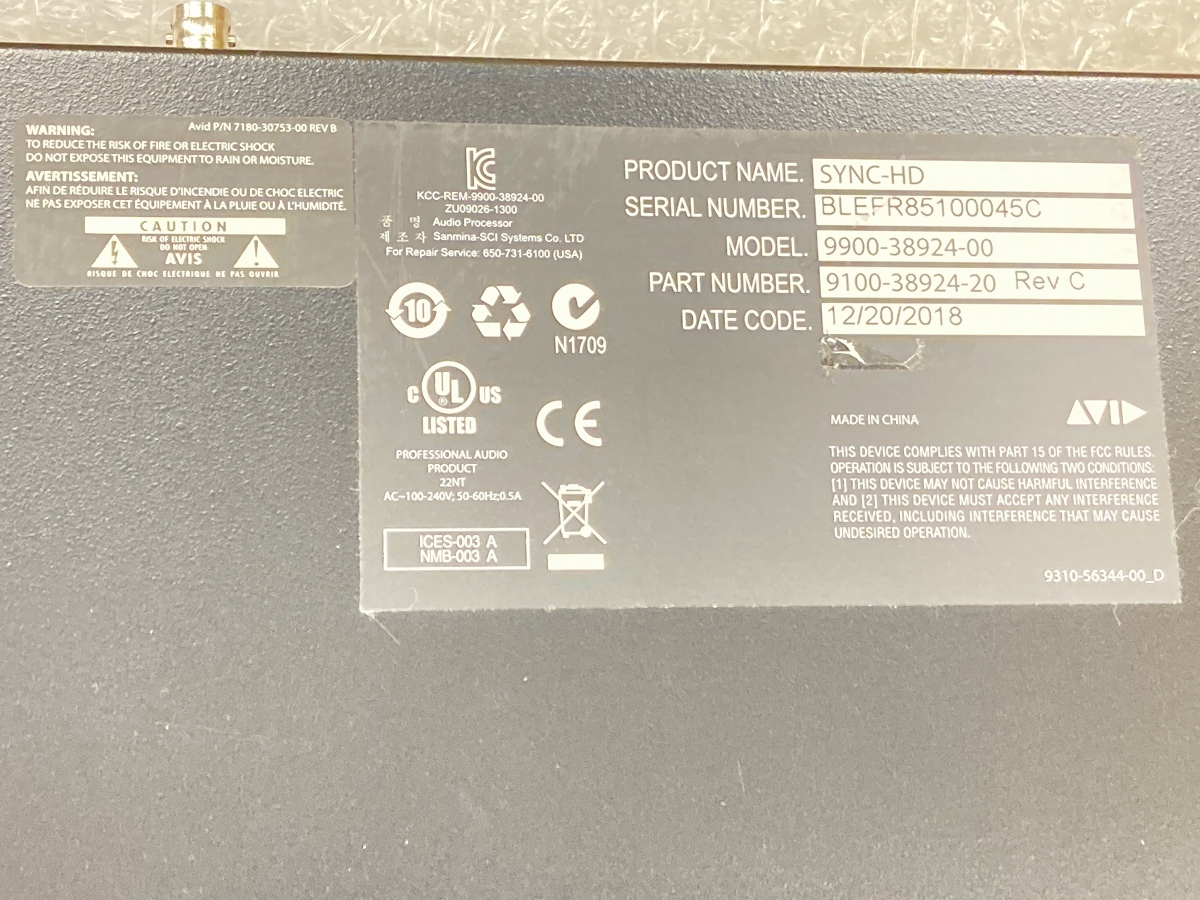 WARNING: Avid P/N 7180-30753-00 REV B
TO REDUCE THE RISK OF FIRE OR ELECTRIC SHOCK
DO NOT EXPOSE THIS EQUIPMENT TO RAIN OR MOISTURE.
AVERTISSEMENT:
AFIN DE RÉDUIRE LE RISQUE D'INCENDIE OU DE CHOC ELECTRIC
NE PAS EXPOSER CET ÉQUIPEMENT À LA PLUIE OU À L'HUMIDITÉ.
CAUTION
RISK OF ELECTRIC SHOCK
DO NOT OPEN
AVIS
RISQUE DE CHOC ELECTRIQUE NE PAS OUVRIR
KCC-REM-9900-38924-00
ZU09026-1300
품 명 Audio Processor
제 조 자 Sanmina-SCI Systems Co. LTD
For Repair Service: 650-731-6100 (USA)
10
N1709
C UL US
®
LISTED
PROFESSIONAL AUDIO
PRODUCT
22NT
AC~100-240V; 50-60Hz;0.5A
CE
ICES-003 A
NMB-003 A
PRODUCT NAME. SYNC-HD
SERIAL NUMBER. BLEFR85100045C
MODEL. 9900-38924-00
PART NUMBER. 9100-38924-20 Rev C
DATE CODE. 12/20/2018
MADE IN CHINA
AVID
THIS DEVICE COMPLIES WITH PART 15 OF THE FCC RULES.
OPERATION IS SUBJECT TO THE FOLLOWING TWO CONDITIONS:
[1] THIS DEVICE MAY NOT CAUSE HARMFUL INTERFERENCE
AND [2] THIS DEVICE MUST ACCEPT ANY INTERFERENCE
RECEIVED, INCLUDING INTERFERENCE THAT MAY CAUSE
UNDESIRED OPERATION.
9310-56344-00_D